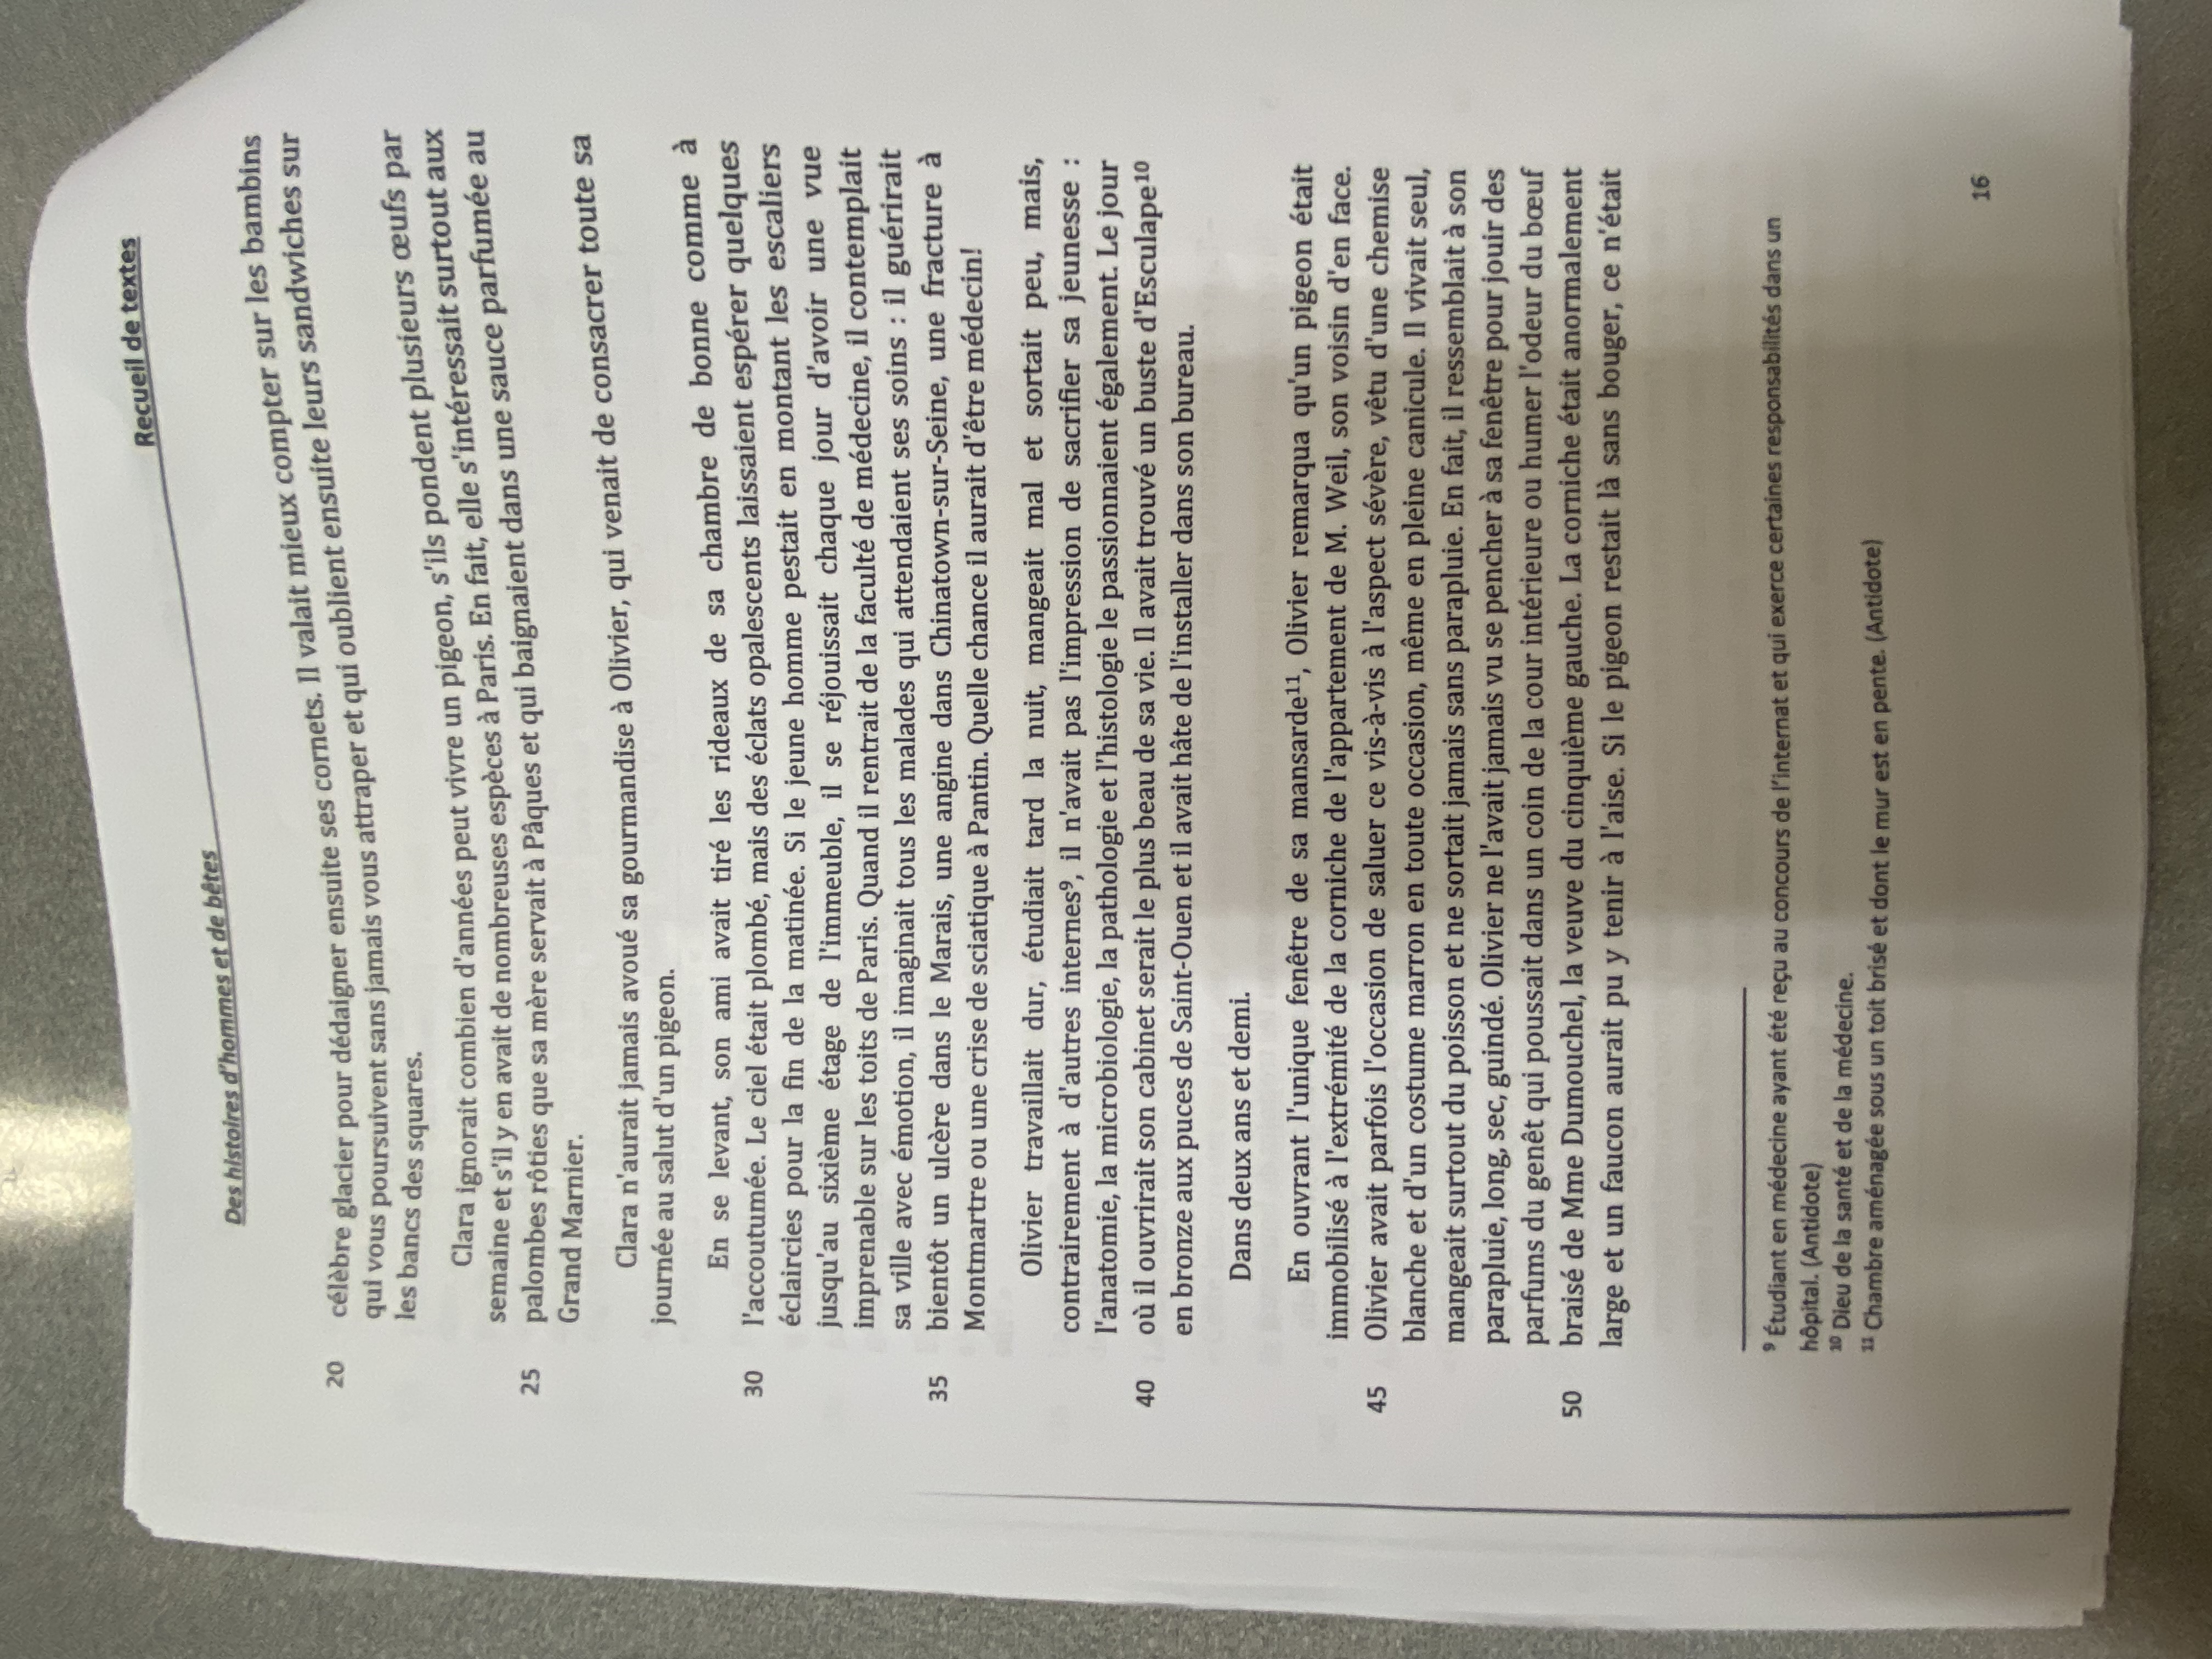 Recueil de textes
Des histoires d'hommes et de bêtes
20 célèbre glacier pour dédaigner ensuite ses cornets. Il valait mieux compter sur les bambins
qui vous poursuivent sans jamais vous attraper et qui oublient ensuite leurs sandwiches sur
les bancs des squares.
Clara ignorait combien d'années peut vivre un pigeon, s'ils pondent plusieurs œufs par
semaine et s'il y en avait de nombreuses espèces à Paris. En fait, elle s'intéressait surtout aux
25 palombes rôties que sa mère servait à Pâques et qui baignaient dans une sauce parfumée au
Grand Marnier.
Clara n'aurait jamais avoué sa gourmandise à Olivier, qui venait de consacrer toute sa
journée au salut d'un pigeon.
En se levant, son ami avait tiré les rideaux de sa chambre de bonne comme à
30 l'accoutumée. Le ciel était plombé, mais des éclats opalescents laissaient espérer quelques
éclaircies pour la fin de la matinée. Si le jeune homme pestait en montant les escaliers
jusqu'au sixième étage de l'immeuble, il se réjouissait chaque jour d'avoir une vue
imprenable sur les toits de Paris. Quand il rentrait de la faculté de médecine, il contemplait
sa ville avec émotion, il imaginait tous les malades qui attendaient ses soins : il guérirait
35 bientôt un ulcère dans le Marais, une angine dans Chinatown-sur-Seine, une fracture à
Montmartre ou une crise de sciatique à Pantin. Quelle chance il aurait d'être médecin!
Olivier travaillait dur, étudiait tard la nuit, mangeait mal et sortait peu, mais,
contrairement à d'autres internes⁹, il n'avait pas l'impression de sacrifier sa jeunesse :
l'anatomie, la microbiologie, la pathologie et l'histologie le passionnaient également. Le jour
40 où il ouvrirait son cabinet serait le plus beau de sa vie. Il avait trouvé un buste d'Esculape¹⁰
en bronze aux puces de Saint-Ouen et il avait hâte de l'installer dans son bureau.
Dans deux ans et demi.
En ouvrant l'unique fenêtre de sa mansarde¹¹, Olivier remarqua qu'un pigeon était
immobilisé à l'extrémité de la corniche de l'appartement de M. Weil, son voisin d'en face.
45 Olivier avait parfois l'occasion de saluer ce vis-à-vis à l'aspect sévère, vêtu d'une chemise
blanche et d'un costume marron en toute occasion, même en pleine canicule. Il vivait seul,
mangeait surtout du poisson et ne sortait jamais sans parapluie. En fait, il ressemblait à son
parapluie, long, sec, guindé. Olivier ne l'avait jamais vu se pencher à sa fenêtre pour jouir des
parfums du genêt qui poussait dans un coin de la cour intérieure ou humer l'odeur du bœuf
50 braisé de Mme Dumouchel, la veuve du cinquième gauche. La corniche était anormalement
large et un faucon aurait pu y tenir à l'aise. Si le pigeon restait là sans bouger, ce n'était
⁹ Étudiant en médecine ayant été reçu au concours de l'internat et qui exerce certaines responsabilités dans un
hôpital. (Antidote)
¹⁰ Dieu de la santé et de la médecine.
¹¹ Chambre aménagée sous un toit brisé et dont le mur est en pente. (Antidote)
16